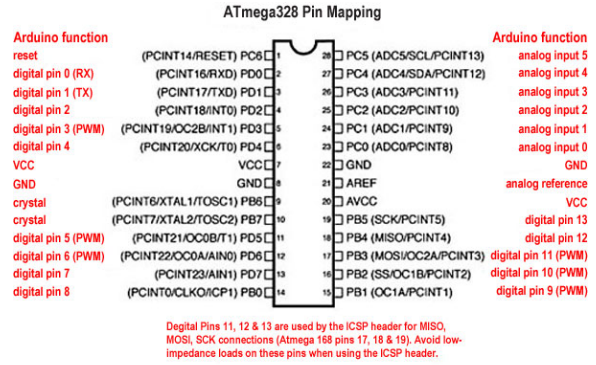 ATmega328 Pin Mapping
Arduino function Arduino function
reset (PCINT14/RESET) PC6 1 28 PC5 (ADC5/SCL/PCINT13) analog input 5
digital pin 0 (RX) (PCINT16/RXD) PD0 2 27 PC4 (ADC4/SDA/PCINT12) analog input 4
digital pin 1 (TX) (PCINT17/TXD) PD1 3 26 PC3 (ADC3/PCINT11) analog input 3
digital pin 2 (PCINT18/INT0) PD2 4 25 PC2 (ADC2/PCINT10) analog input 2
digital pin 3 (PWM) (PCINT19/OC2B/INT1) PD3 5 24 PC1 (ADC1/PCINT9) analog input 1
digital pin 4 (PCINT20/XCK/T0) PD4 6 23 PC0 (ADC0/PCINT8) analog input 0
VCC VCC 7 22 GND GND
GND GND 8 21 AREF analog reference
crystal (PCINT6/XTAL1/TOSC1) PB6 9 20 AVCC VCC
crystal (PCINT7/XTAL2/TOSC2) PB7 10 19 PB5 (SCK/PCINT5) digital pin 13
digital pin 5 (PWM) (PCINT21/OC0B/T1) PD5 11 18 PB4 (MISO/PCINT4) digital pin 12
digital pin 6 (PWM) (PCINT22/OC0A/AIN0) PD6 12 17 PB3 (MOSI/OC2A/PCINT3) digital pin 11 (PWM)
digital pin 7 (PCINT23/AIN1) PD7 13 16 PB2 (SS/OC1B/PCINT2) digital pin 10 (PWM)
digital pin 8 (PCINT0/CLKO/ICP1) PB0 14 15 PB1 (OC1A/PCINT1) digital pin 9 (PWM)
Degital Pins 11, 12 & 13 are used by the ICSP header for MISO,
MOSI, SCK connections (Atmega 168 pins 17, 18 & 19). Avoid low-
impedance loads on these pins when using the ICSP header.